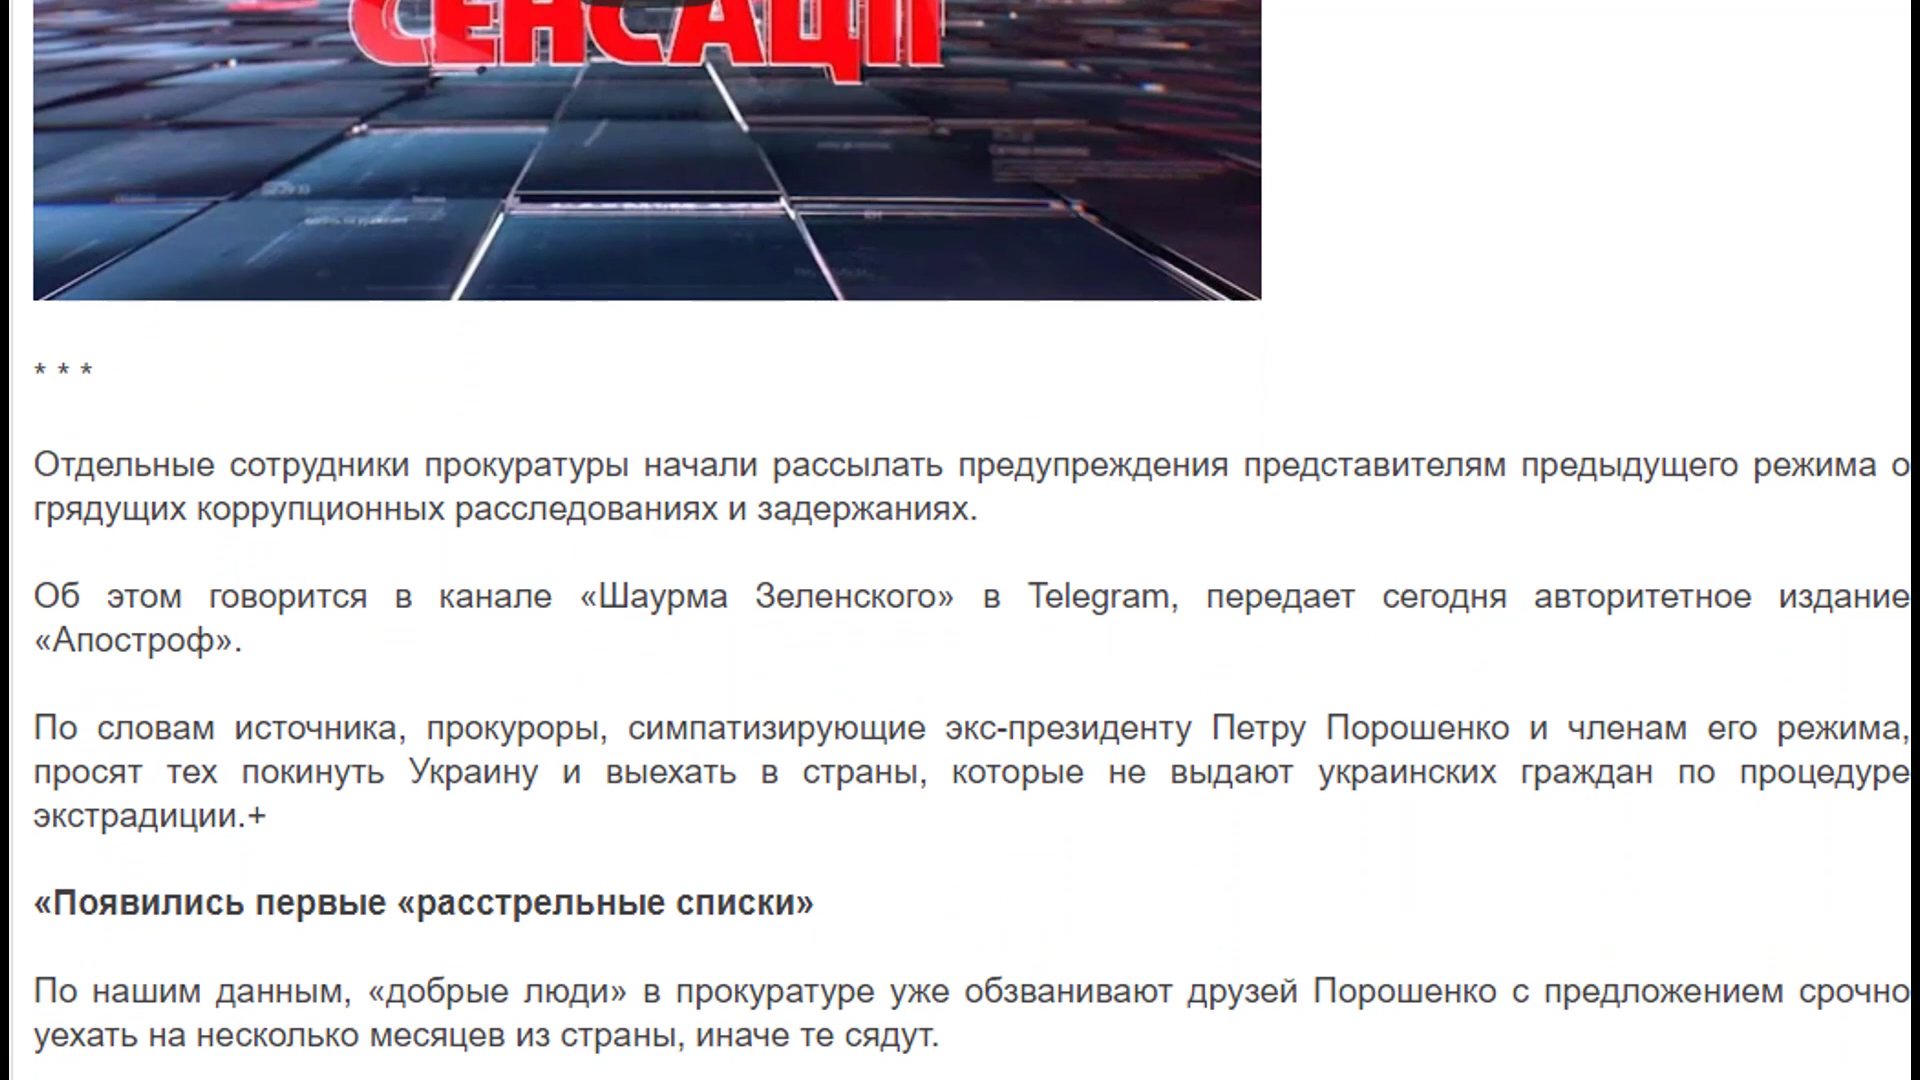 СЕНСАЦІЇ
* * *
Отдельные сотрудники прокуратуры начали рассылать предупреждения представителям предыдущего режима о
грядущих коррупционных расследованиях и задержаниях.
Об этом говорится в канале «Шаурма Зеленского» в Telegram, передает сегодня авторитетное издание
«Апостроф».
По словам источника, прокуроры, симпатизирующие экс-президенту Петру Порошенко и членам его режима,
просят тех покинуть Украину и выехать в страны, которые не выдают украинских граждан по процедуре
экстрадиции.+
«Появились первые «расстрельные списки»
По нашим данным, «добрые люди» в прокуратуре уже обзванивают друзей Порошенко с предложением срочно
уехать на несколько месяцев из страны, иначе те сядут.